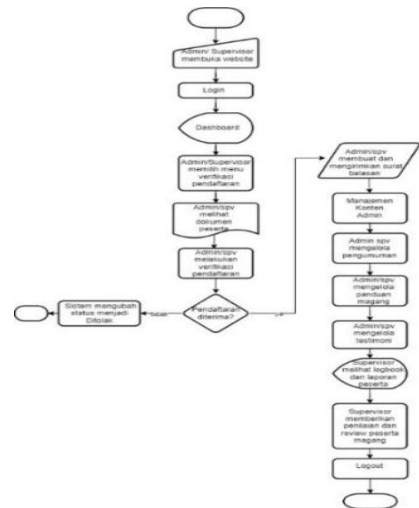 Admin/ Supervisor
membuka website
Login
Dashboard
Admin/Supervisor
memilih menu
verifikasi
pendaftaran
Admin/spv
melihat
dokumen
peserta
Admin/spv
melakukan
verifikasi
pendaftaran
Pendaftaran
diterima?
tidak
ya
Sistem mengubah
status menjadi
Ditolak
Admin/spv
membuat dan
mengirimkan surat
balasan
Manajemen
Konten
Admin
Admin spv
mengelola
pengumuman
Admin/spv
mengelola
panduan
magang
Admin/spv
mengelola
testimoni
Supervisor
melihat logbook
dan laporan
peserta
Supervisor
memberikan
penilaian dan
review peserta
magang
Logout